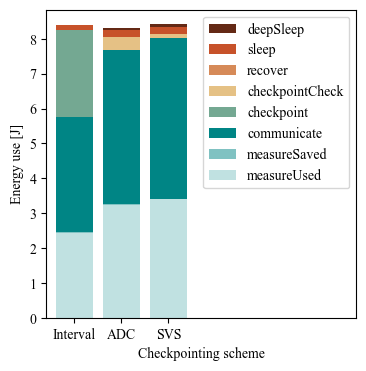 Energy use [J]
8
7
6
5
4
3
2
1
0
deepSleep
sleep
recover
checkpointCheck
checkpoint
communicate
measureSaved
measureUsed
Interval ADC SVS
Checkpointing scheme